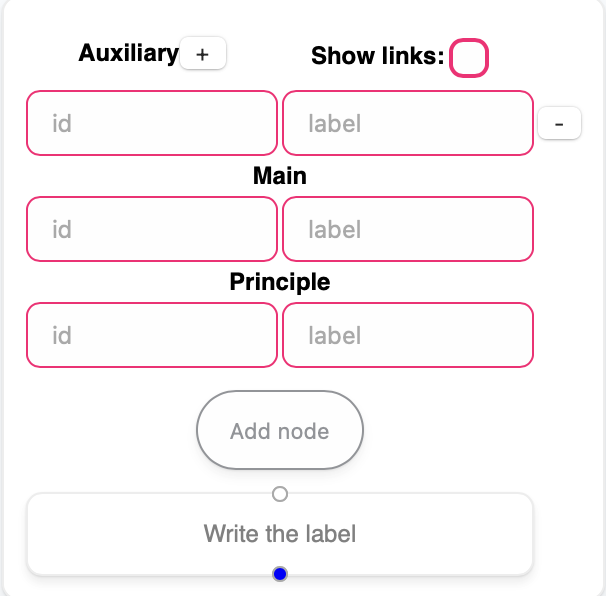 Auxiliary + Show links:
id label -
Main
id label
Principle
id label
Add node
Write the label